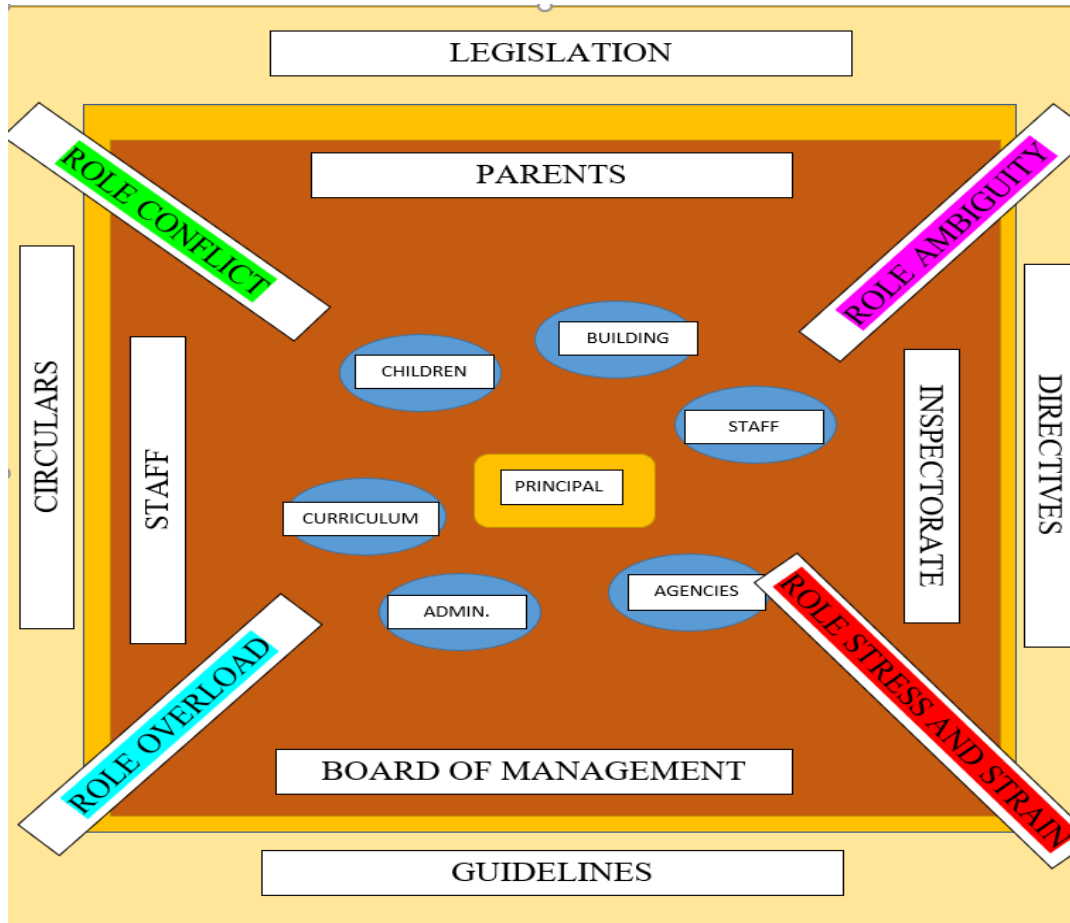 LEGISLATION
PARENTS
ROLE CONFLICT
ROLE AMBIGUITY
CIRCULARS
STAFF
CHILDREN
BUILDING
STAFF
INSPECTORATE
DIRECTIVES
CURRICULUM
PRINCIPAL
ADMIN.
AGENCIES
ROLE OVERLOAD
ROLE STRESS AND STRAIN
BOARD OF MANAGEMENT
GUIDELINES